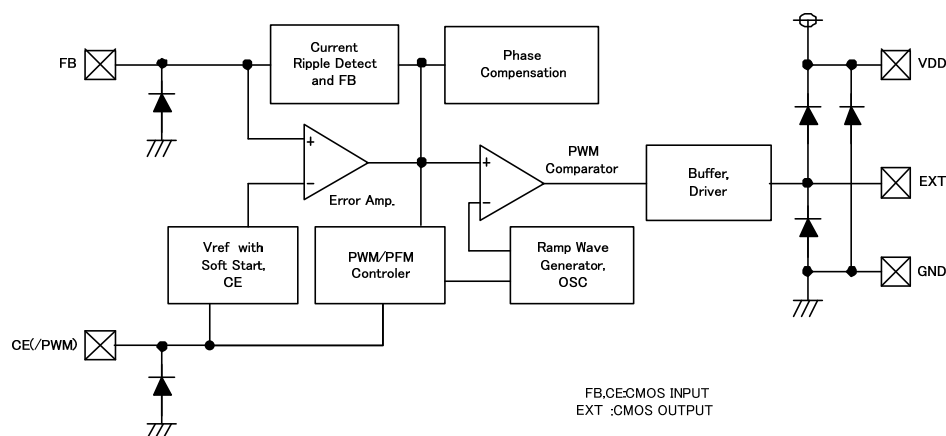 FB
Current
Ripple Detect
and FB
Phase
Compensation
VDD
+
−
Error Amp.
+
−
PWM
Comparator
Buffer,
Driver
EXT
Vref with
Soft Start,
CE
PWM/PFM
Controler
Ramp Wave
Generator,
OSC
GND
CE(/PWM)
FB,CE:CMOS INPUT
EXT :CMOS OUTPUT